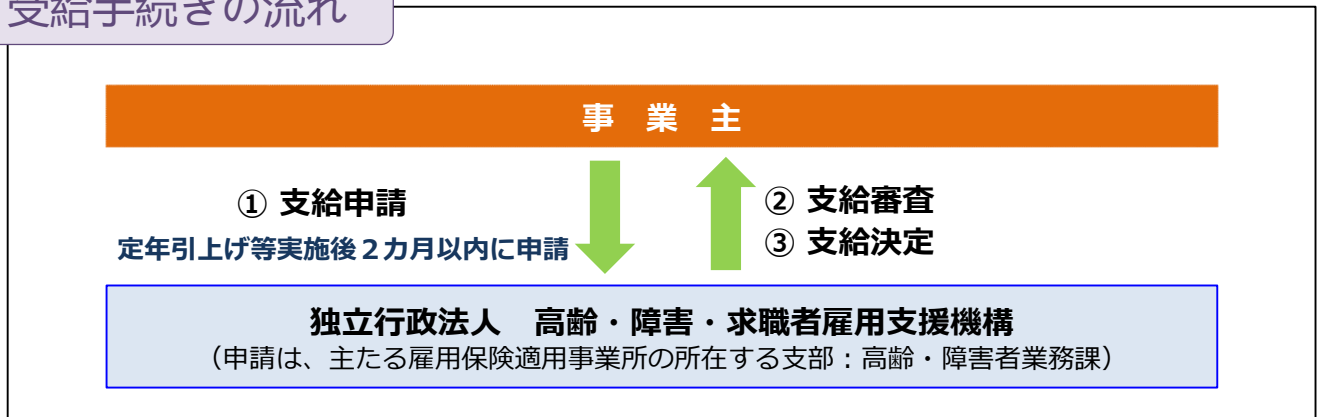 受給手続きの流れ
事 業 主
① 支給申請
定年引上げ等実施後２カ月以内に申請
② 支給審査
③ 支給決定
独立行政法人　高齢・障害・求職者雇用支援機構
（申請は、主たる雇用保険適用事業所の所在する支部：高齢・障害者業務課）